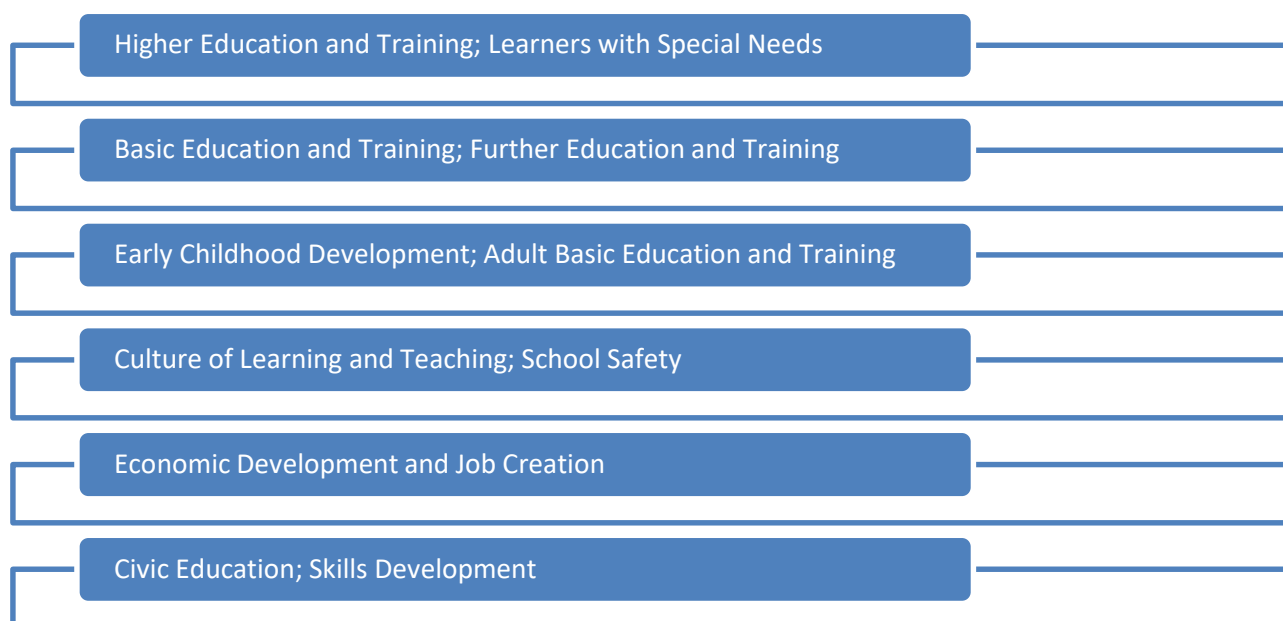 Higher Education and Training; Learners with Special Needs
Basic Education and Training; Further Education and Training
Early Childhood Development; Adult Basic Education and Training
Culture of Learning and Teaching; School Safety
Economic Development and Job Creation
Civic Education; Skills Development